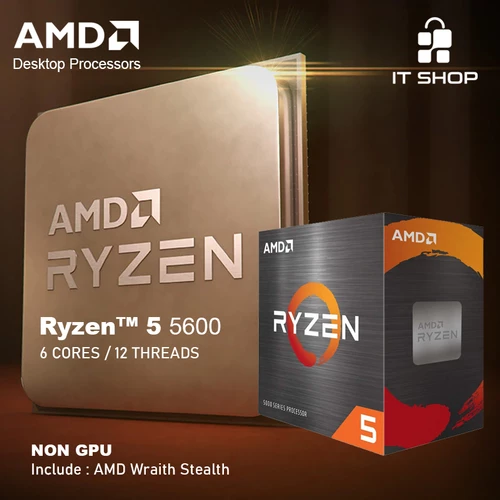 AMD
Desktop Processors
IT SHOP
AMD
RYZEN
Ryzen™ 5 5600
6 CORES / 12 THREADS
AMD
RYZEN
5000 SERIES PROCESSOR
5
AMD
AMD
RYZEN
NON GPU
Include : AMD Wraith Stealth